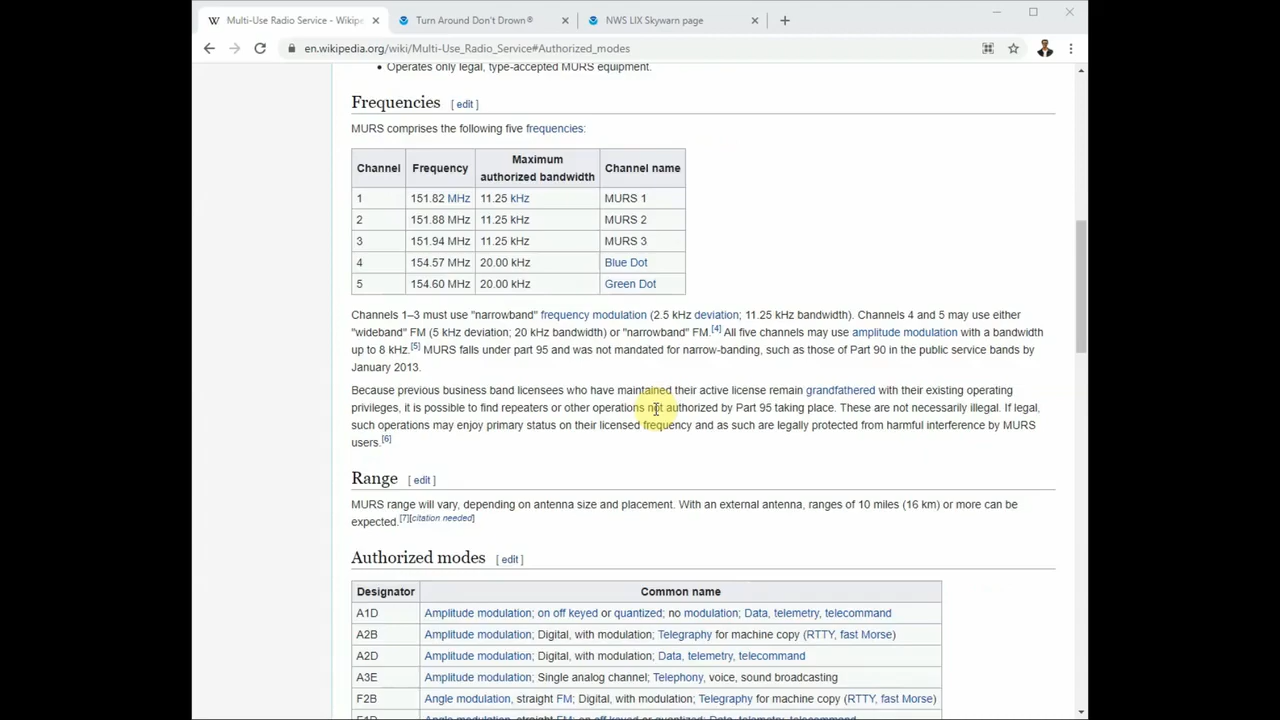 Multi-Use Radio Service - Wikipe
Turn Around Don't Drown®
NWS LIX Skywarn page
en.wikipedia.org/wiki/Multi-Use_Radio_Service#Authorized_modes
Operates only legal, type-accepted MURS equipment.
Frequencies [ edit ]
MURS comprises the following five frequencies:
Channel Frequency Maximum authorized bandwidth Channel name
1 151.82 MHz 11.25 kHz MURS 1
2 151.88 MHz 11.25 kHz MURS 2
3 151.94 MHz 11.25 kHz MURS 3
4 154.57 MHz 20.00 kHz Blue Dot
5 154.60 MHz 20.00 kHz Green Dot
Channels 1–3 must use "narrowband" frequency modulation (2.5 kHz deviation; 11.25 kHz bandwidth). Channels 4 and 5 may use either
"wideband" FM (5 kHz deviation; 20 kHz bandwidth) or "narrowband" FM.[4] All five channels may use amplitude modulation with a bandwidth
up to 8 kHz.[5] MURS falls under part 95 and was not mandated for narrow-banding, such as those of Part 90 in the public service bands by
January 2013.
Because previous business band licensees who have maintained their active license remain grandfathered with their existing operating
privileges, it is possible to find repeaters or other operations not authorized by Part 95 taking place. These are not necessarily illegal. If legal,
such operations may enjoy primary status on their licensed frequency and as such are legally protected from harmful interference by MURS
users.[6]
Range [ edit ]
MURS range will vary, depending on antenna size and placement. With an external antenna, ranges of 10 miles (16 km) or more can be
expected.[7][citation needed]
Authorized modes [ edit ]
Designator Common name
A1D Amplitude modulation; on off keyed or quantized; no modulation; Data, telemetry, telecommand
A2B Amplitude modulation; Digital, with modulation; Telegraphy for machine copy (RTTY, fast Morse)
A2D Amplitude modulation; Digital, with modulation; Data, telemetry, telecommand
A3E Amplitude modulation; Single analog channel; Telephony, voice, sound broadcasting
F2B Angle modulation, straight FM; Digital, with modulation; Telegraphy for machine copy (RTTY, fast Morse)
F1D Angle modulation, straight FM; on off keyed or quantized; Data, telemetry, telecommand